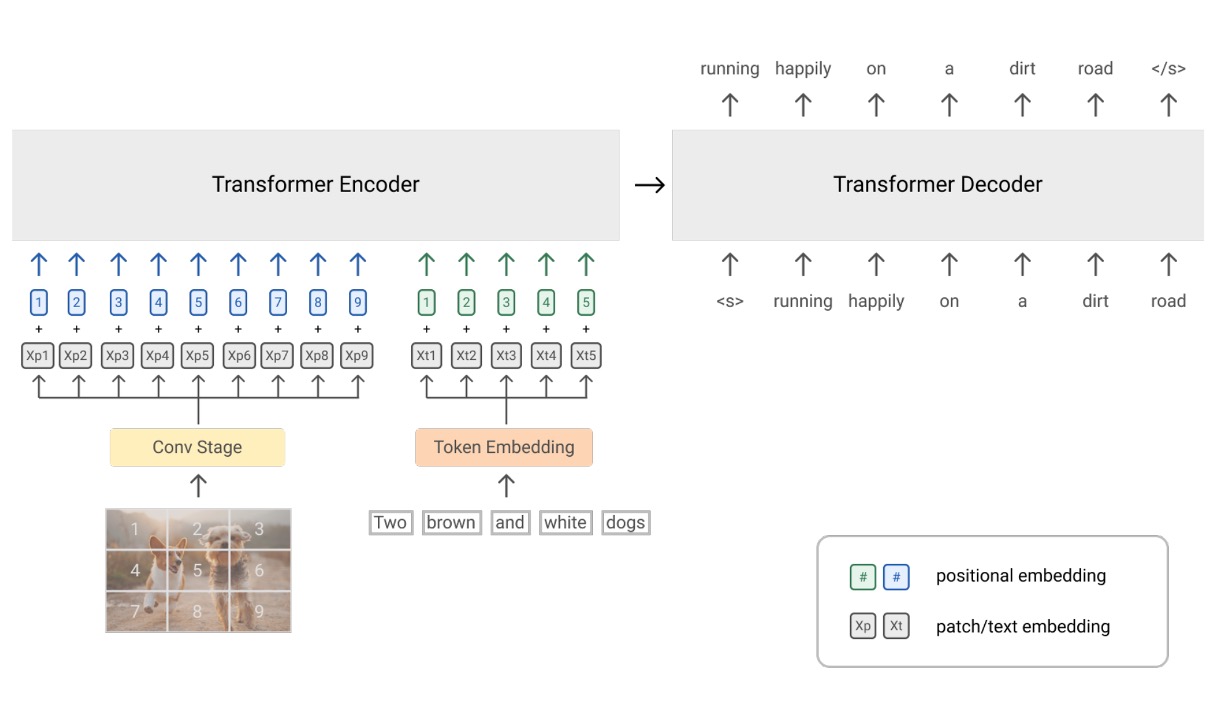 running happily on a dirt road </s>
Transformer Encoder
Transformer Decoder
1 2 3 4 5 6 7 8 9
1 2 3 4 5
<s> running happily on a dirt road
+ + + + + + + + +
+ + + + +
Xp1 Xp2 Xp3 Xp4 Xp5 Xp6 Xp7 Xp8 Xp9
Xt1 Xt2 Xt3 Xt4 Xt5
Conv Stage
Token Embedding
Two brown and white dogs
1 2 3
4 5 6
7 8 9
# # positional embedding
Xp Xt patch/text embedding